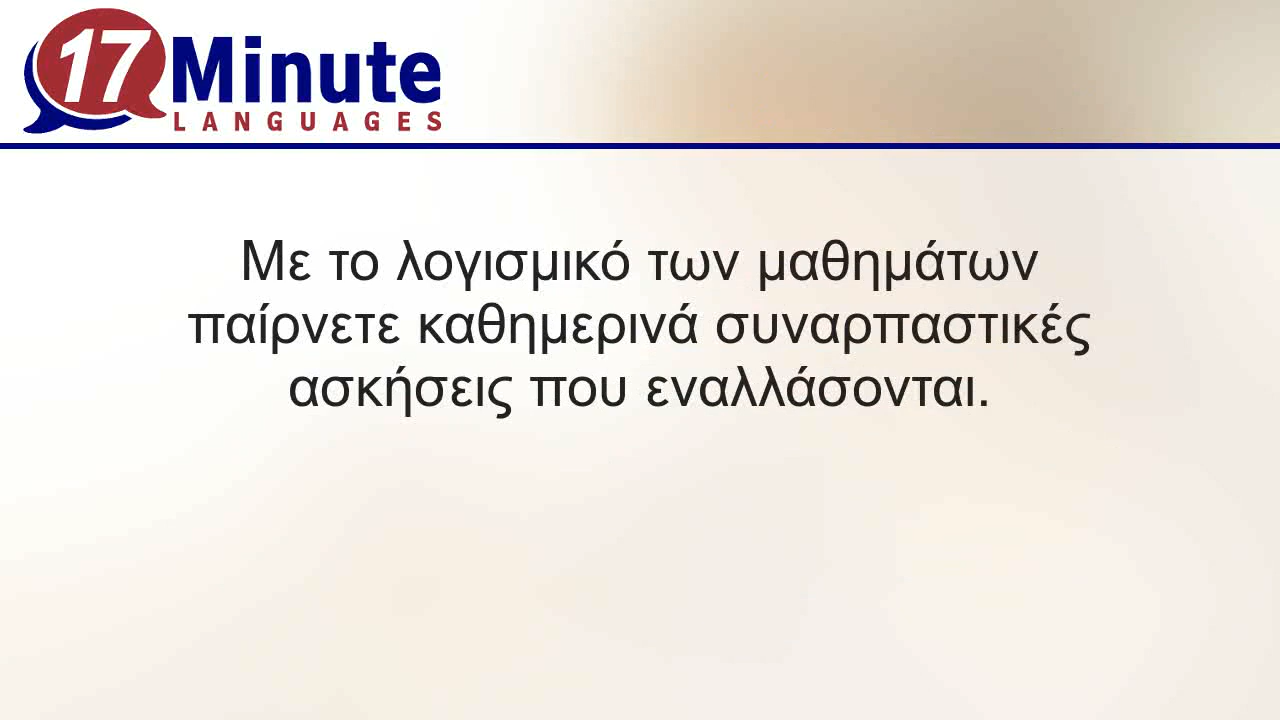 17 Minute
LANGUAGES
Με το λογισμικό των μαθημάτων
παίρνετε καθημερινά συναρπαστικές
ασκήσεις που εναλλάσονται.